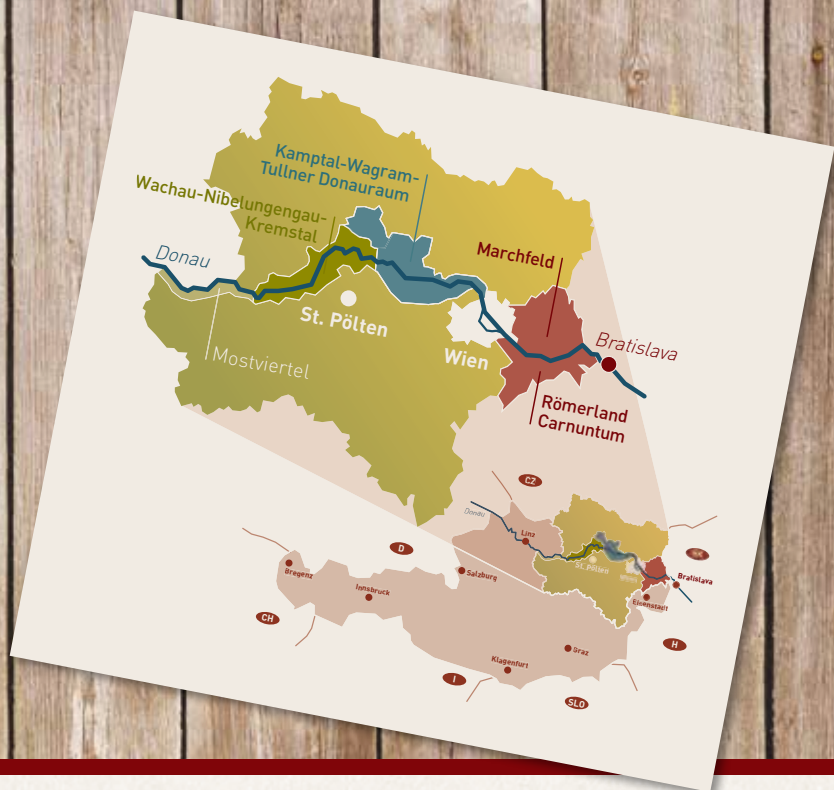 Kamptal-Wagram-
Tullner Donauraum
Wachau-Nibelungengau-
Kremstal
Donau
Marchfeld
St. Pölten
Wien
Bratislava
Mostviertel
Römerland
Carnuntum
CZ
Donau
Linz
D
St. Pölten
Wien
Bratislava
Salzburg
Bregenz
Innsbruck
Eisenstadt
CH
H
Graz
Klagenfurt
I
SLO